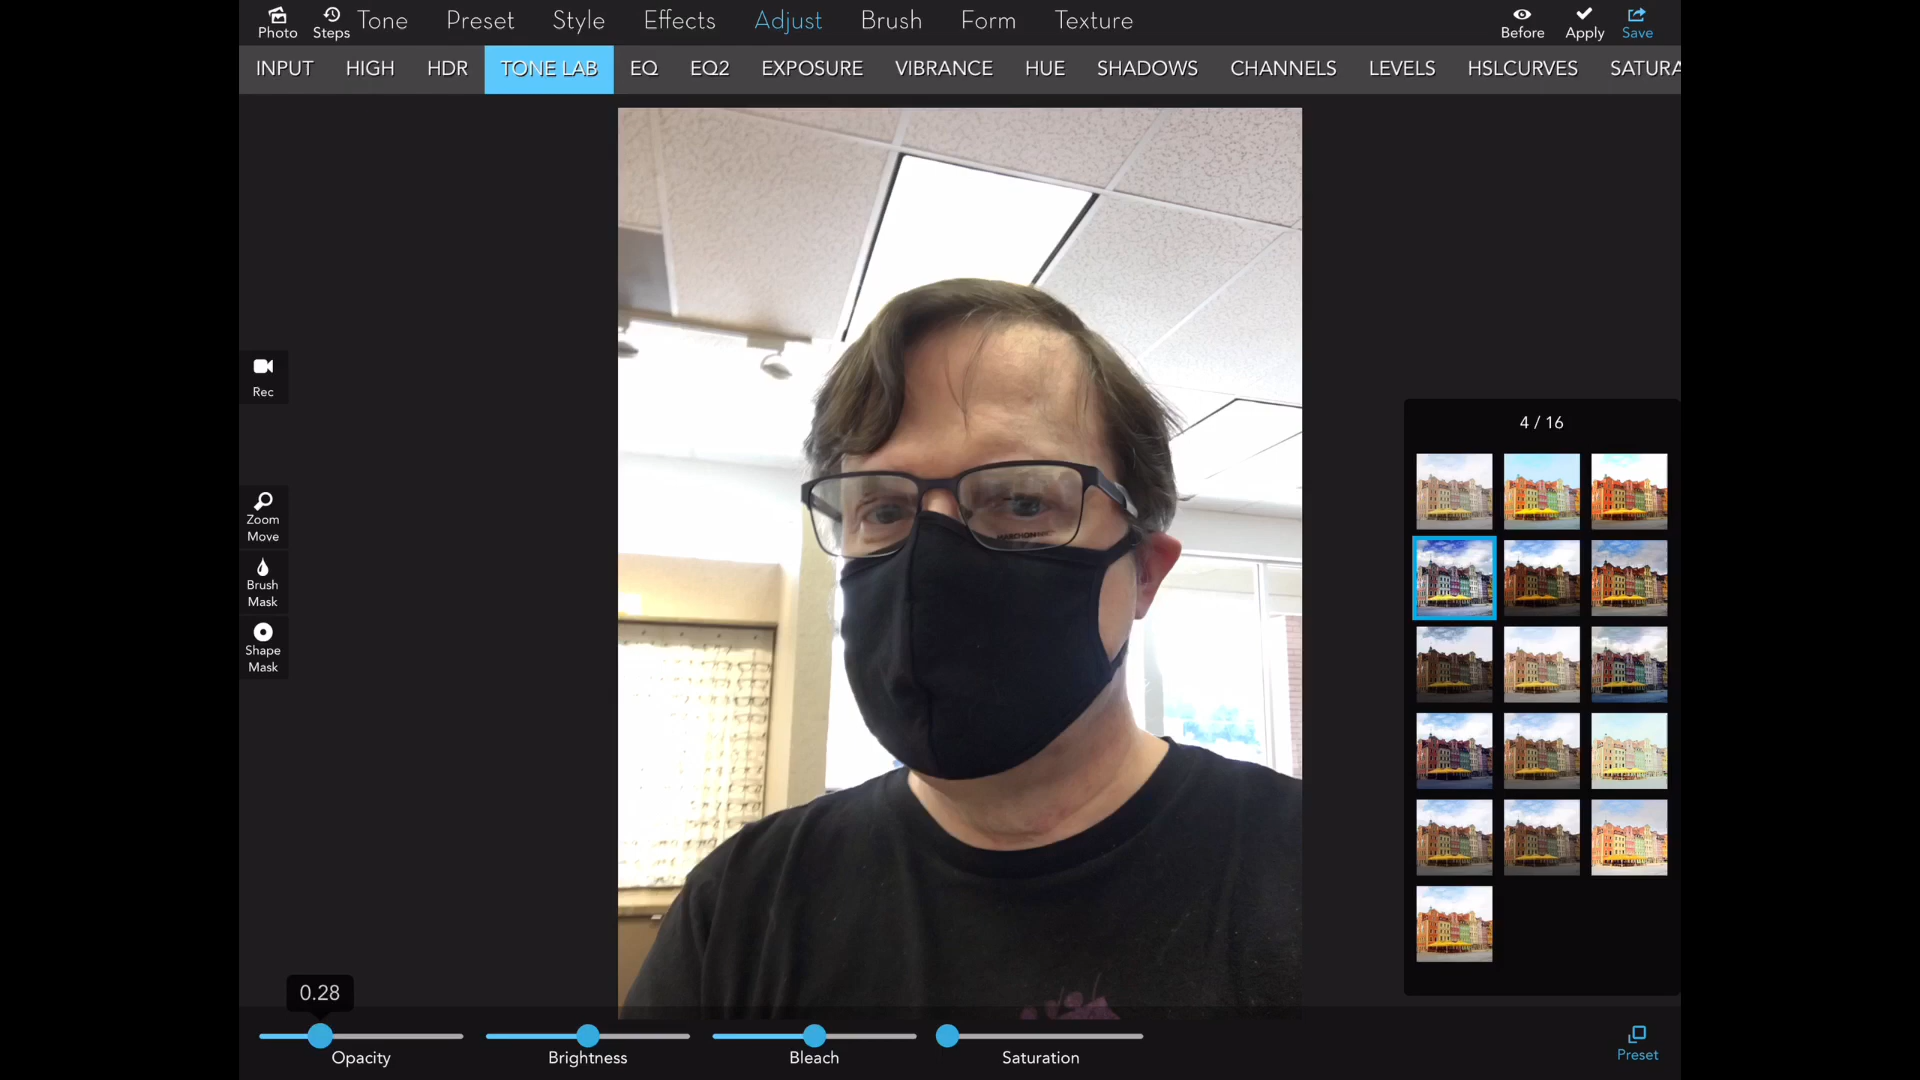 Photo
Steps
Tone
Preset
Style
Effects
Adjust
Brush
Form
Texture
Before
Apply
Save
INPUT
HIGH
HDR
TONE LAB
EQ
EQ2
EXPOSURE
VIBRANCE
HUE
SHADOWS
CHANNELS
LEVELS
HSLCURVES
SATURA
Rec
Zoom
Move
Brush
Mask
Shape
Mask
MARCHON
4 / 16
0.28
Opacity
Brightness
Bleach
Saturation
Preset